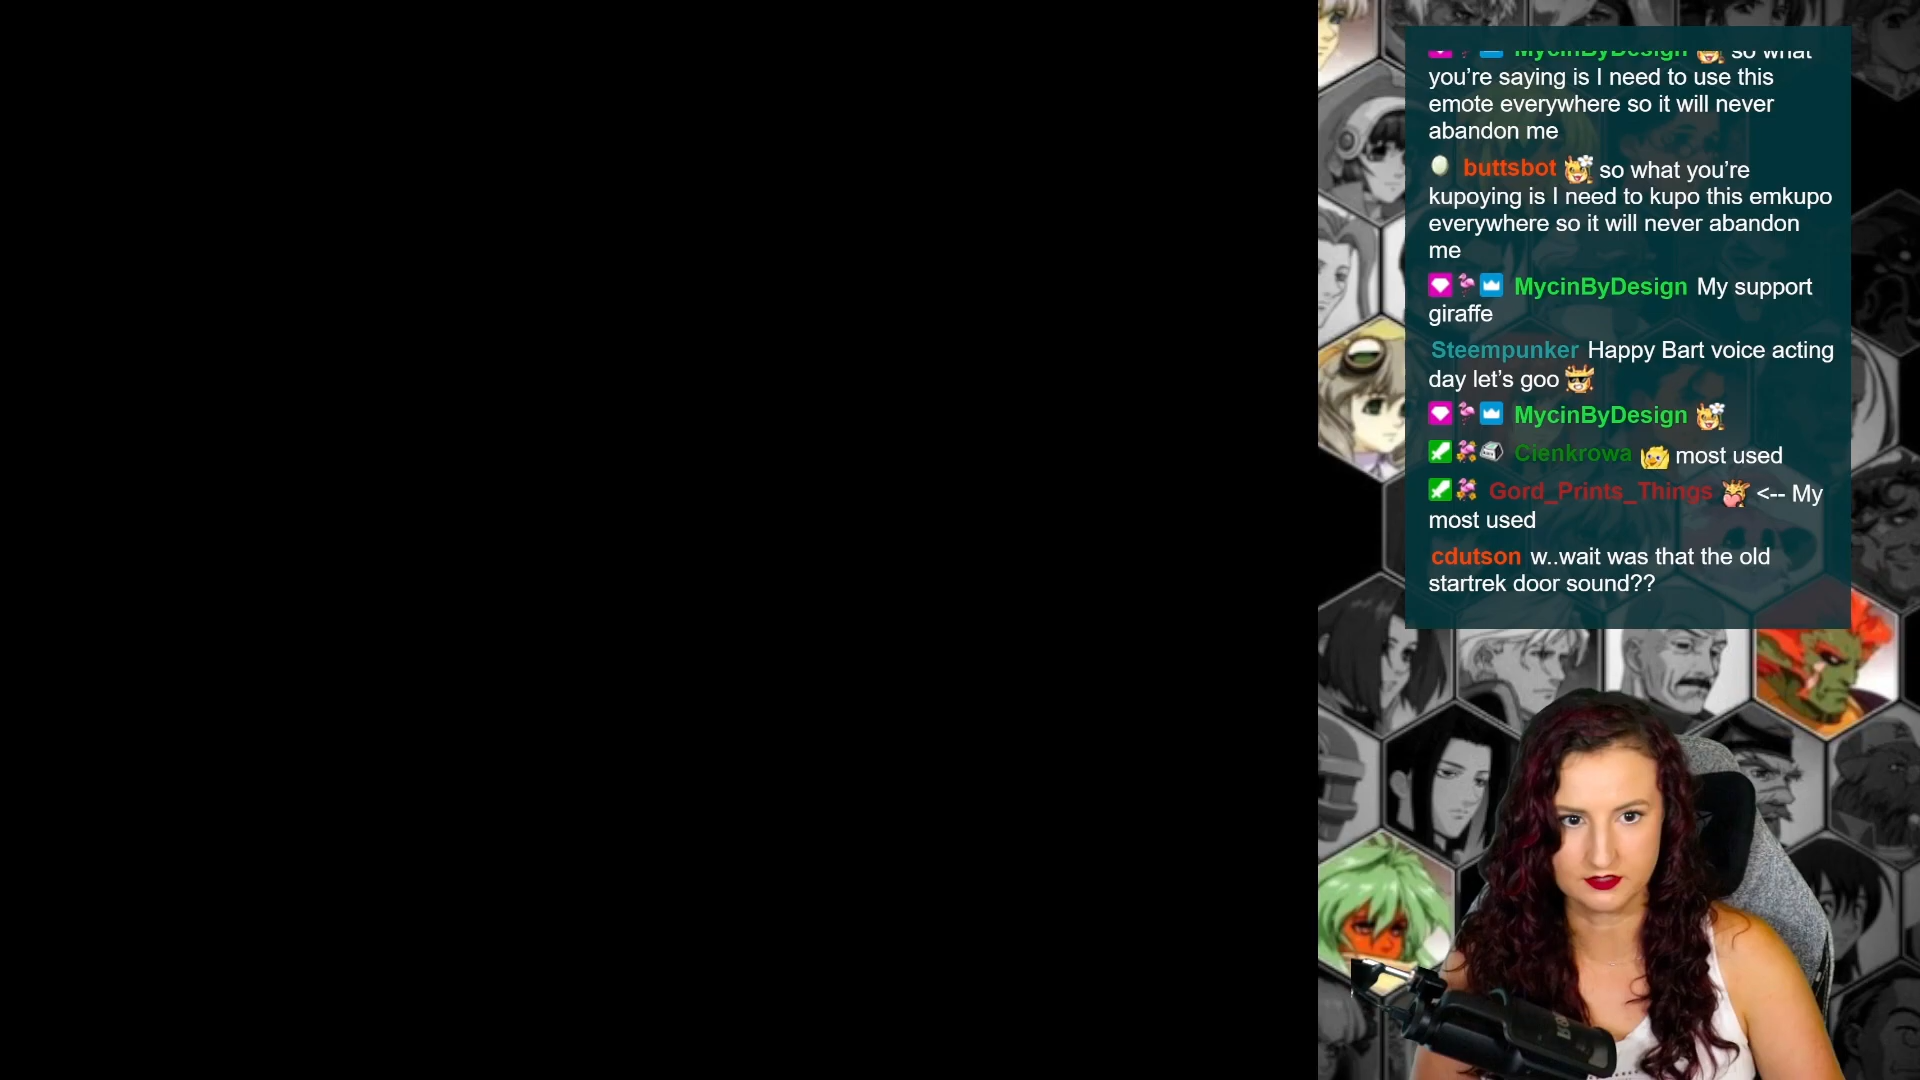 MycinByDesign so what
you're saying is I need to use this
emote everywhere so it will never
abandon me
buttsbot so what you're
kupoying is I need to kupo this emkupo
everywhere so it will never abandon
me
MycinByDesign My support
giraffe
Steempunker Happy Bart voice acting
day let's goo
MycinByDesign
Cienkrowa most used
Gord_Prints_Things <-- My
most used
cdutson w..wait was that the old
startrek door sound??